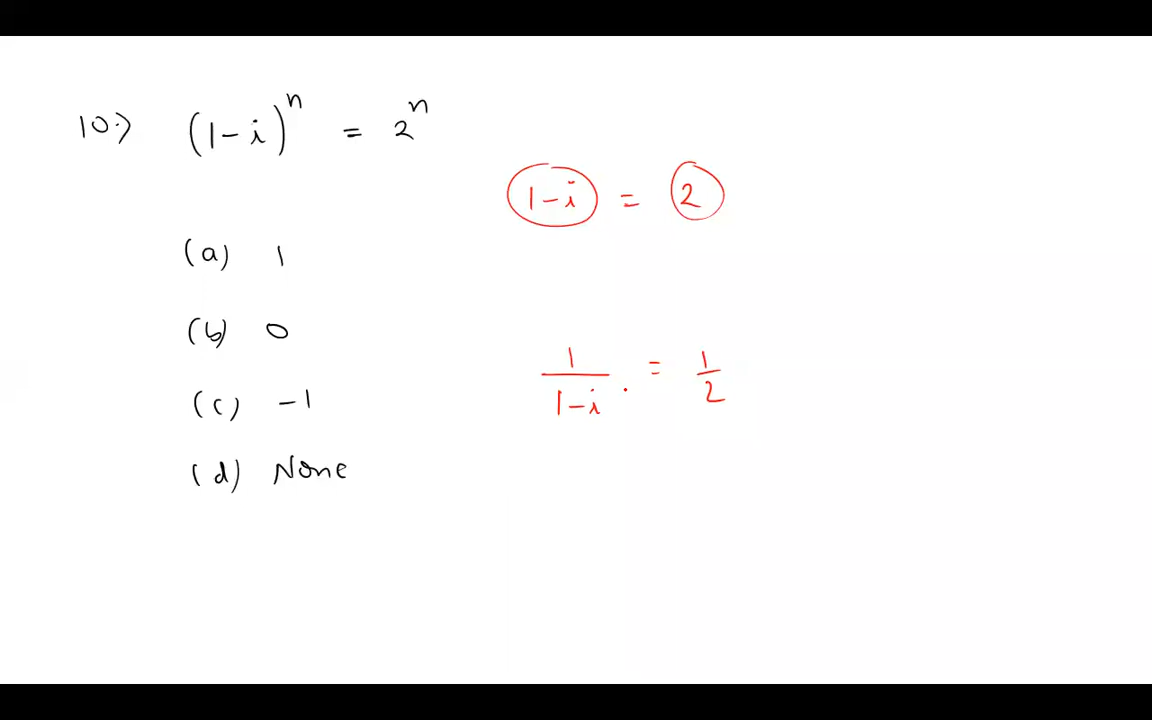 10:> (1-i)^n = 2^n
1-i = 2
(a) 1
(b) 0
1/(1-i) . = 1/2
(c) -1
(d) None